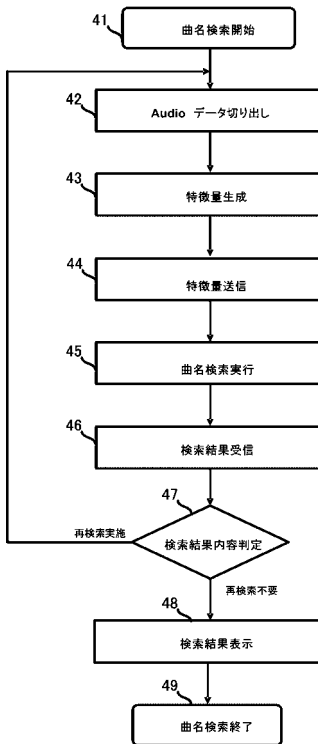 41
曲名検索開始
42
Audio データ切り出し
43
特徴量生成
44
特徴量送信
45
曲名検索実行
46
検索結果受信
47
再検索実施
検索結果内容判定
再検索不要
48
検索結果表示
49
曲名検索終了